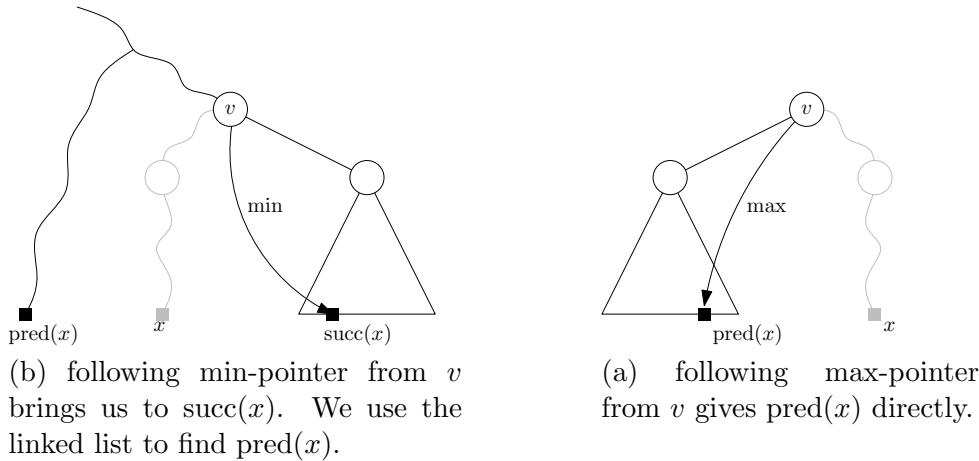 v
min
pred(x)
x
succ(x)
(b) following min-pointer from v
brings us to succ(x). We use the
linked list to find pred(x).
v
max
pred(x)
x
(a) following max-pointer
from v gives pred(x) directly.